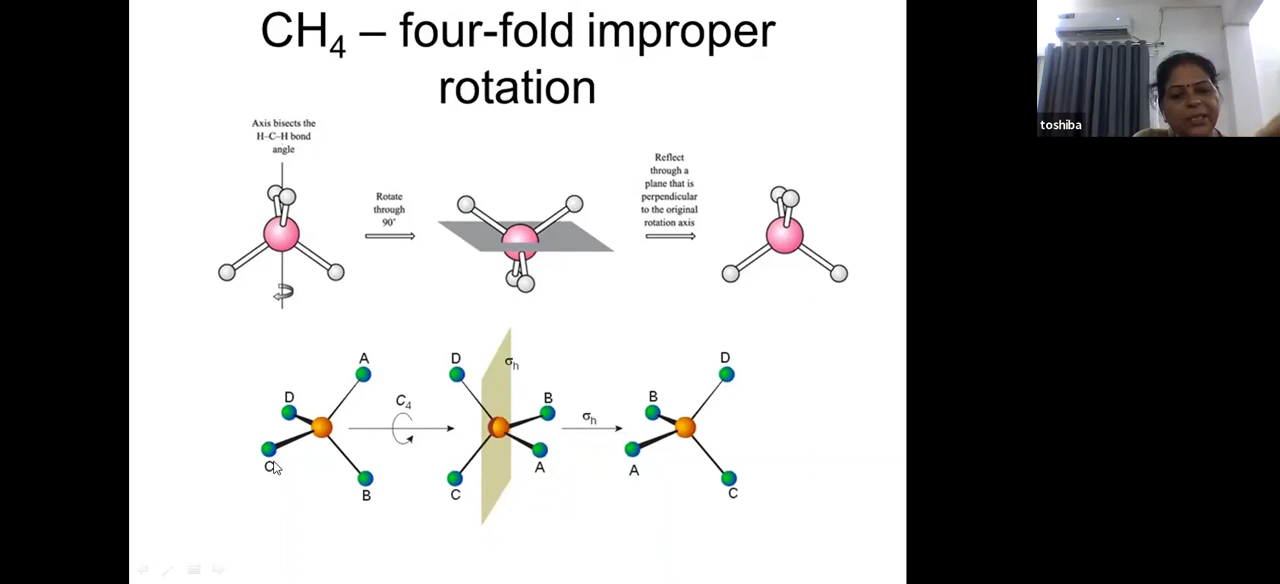 CH₄ – four-fold improper
rotation
toshiba
Axis bisects the
H–C–H bond
angle
Rotate
through
90°
Reflect
through a
plane that is
perpendicular
to the original
rotation axis
A
D
C
B
C₄
D
σh
B
A
C
σh
D
B
A
C